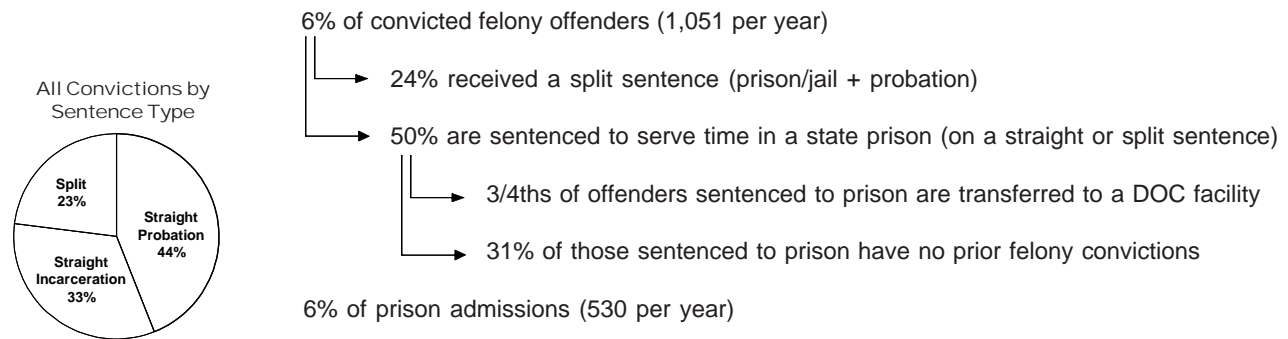 6% of convicted felony offenders (1,051 per year)
24% received a split sentence (prison/jail + probation)
All Convictions by
Sentence Type
50% are sentenced to serve time in a state prison (on a straight or split sentence)
Split
23%
Straight
Probation
44%
Straight
Incarceration
33%
3/4ths of offenders sentenced to prison are transferred to a DOC facility
31% of those sentenced to prison have no prior felony convictions
6% of prison admissions (530 per year)